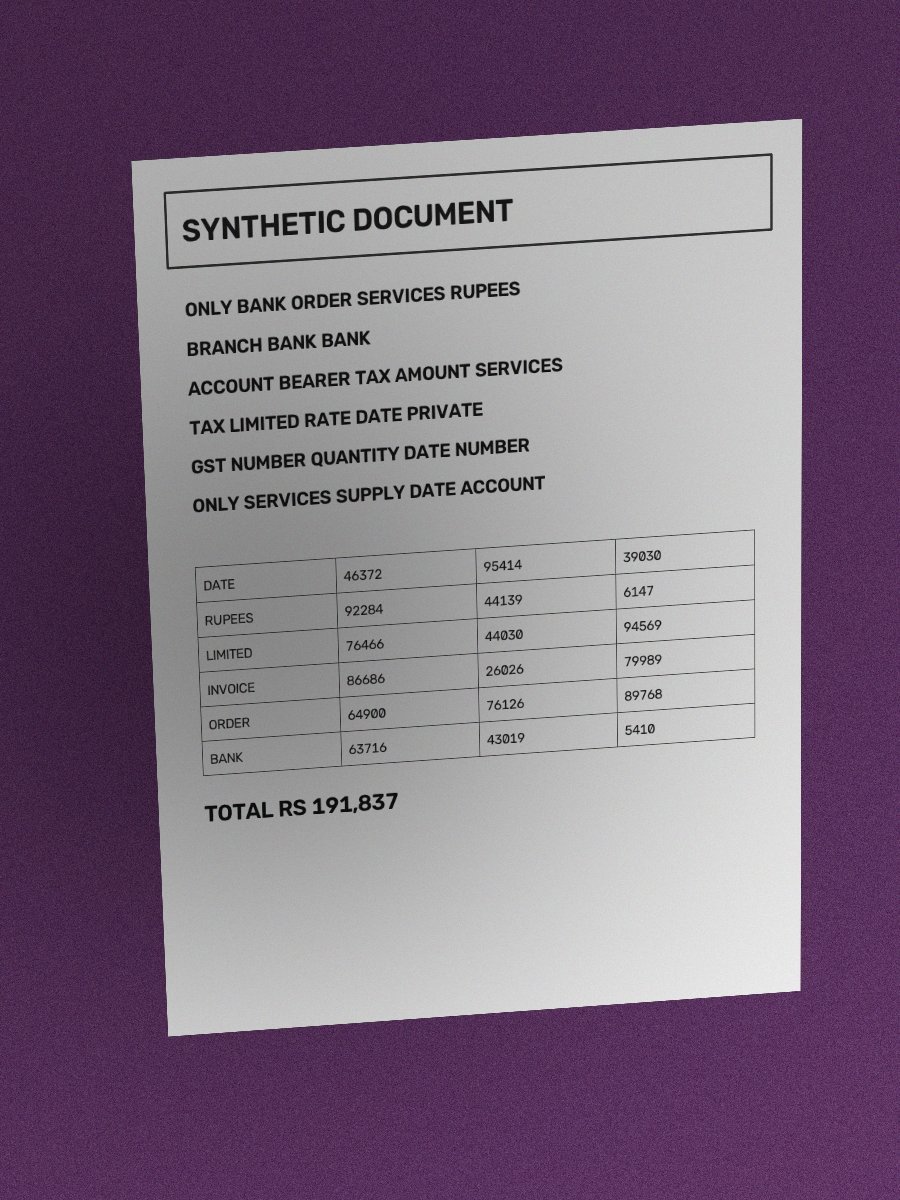 SYNTHETIC DOCUMENT
ONLY BANK ORDER SERVICES RUPEES
BRANCH BANK BANK
ACCOUNT BEARER TAX AMOUNT SERVICES
TAX LIMITED RATE DATE PRIVATE
GST NUMBER QUANTITY DATE NUMBER
ONLY SERVICES SUPPLY DATE ACCOUNT
DATE 46372 95414 39030
RUPEES 92284 44139 6147
LIMITED 76466 44030 94569
INVOICE 86686 26026 79989
ORDER 64900 76126 89768
BANK 63716 43019 5410
TOTAL RS 191,837